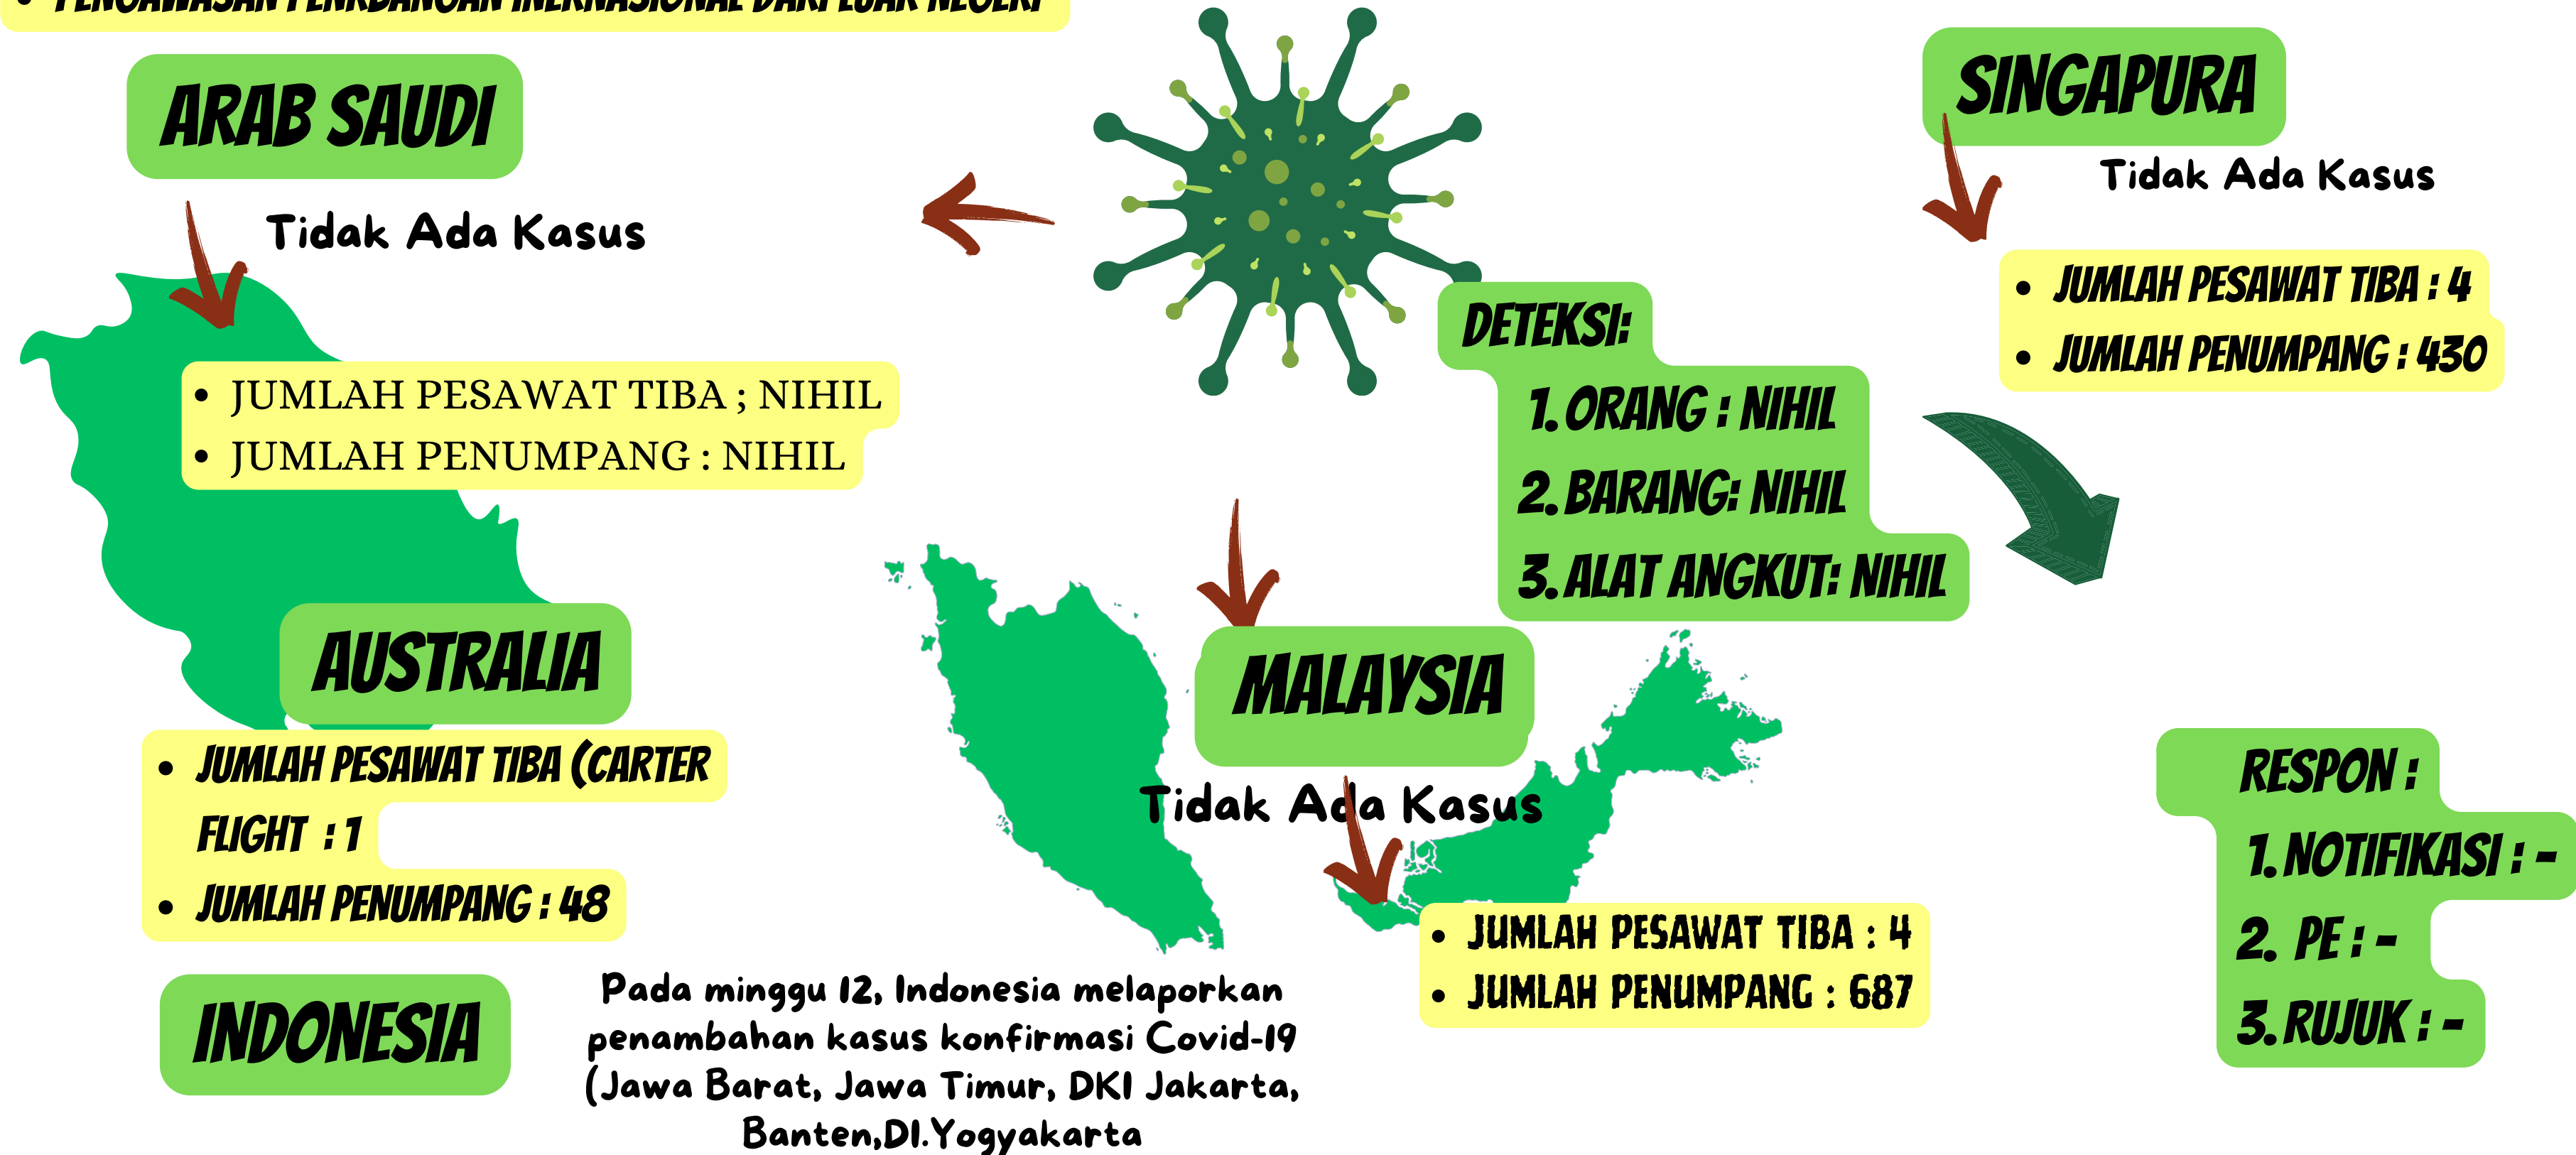 ARAB SAUDI
Tidak Ada Kasus
• JUMLAH PESAWAT TIBA ; NIHIL
• JUMLAH PENUMPANG : NIHIL
AUSTRALIA
• JUMLAH PESAWAT TIBA (CARTER
FLIGHT : 1
• JUMLAH PENUMPANG : 48
INDONESIA
Pada minggu 12, Indonesia melaporkan
penambahan kasus konfirmasi Covid-19
(Jawa Barat, Jawa Timur, DKI Jakarta,
Banten,DI.Yogyakarta
DETEKSI:
1. ORANG : NIHIL
2. BARANG: NIHIL
3. ALAT ANGKUT: NIHIL
MALAYSIA
Tidak Ada Kasus
• JUMLAH PESAWAT TIBA : 4
• JUMLAH PENUMPANG : 687
SINGAPURA
Tidak Ada Kasus
• JUMLAH PESAWAT TIBA : 4
• JUMLAH PENUMPANG : 430
RESPON :
1. NOTIFIKASI : -
2. PE : -
3. RUJUK : -